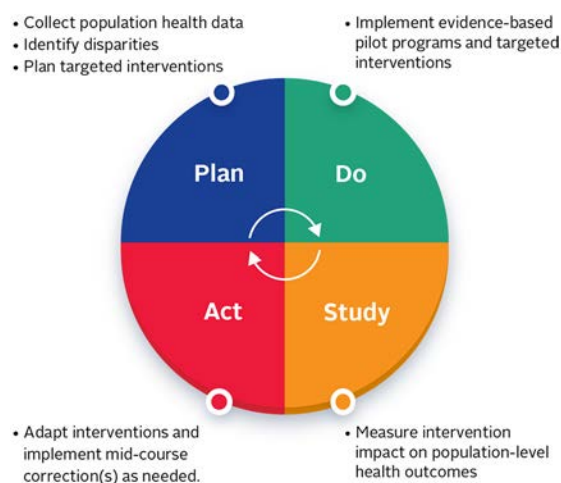 • Collect population health data
• Identify disparities
• Plan targeted interventions
• Implement evidence-based
pilot programs and targeted
interventions
Plan
Do
Act
Study
• Adapt interventions and
implement mid-course
correction(s) as needed.
• Measure intervention
impact on population-level
health outcomes